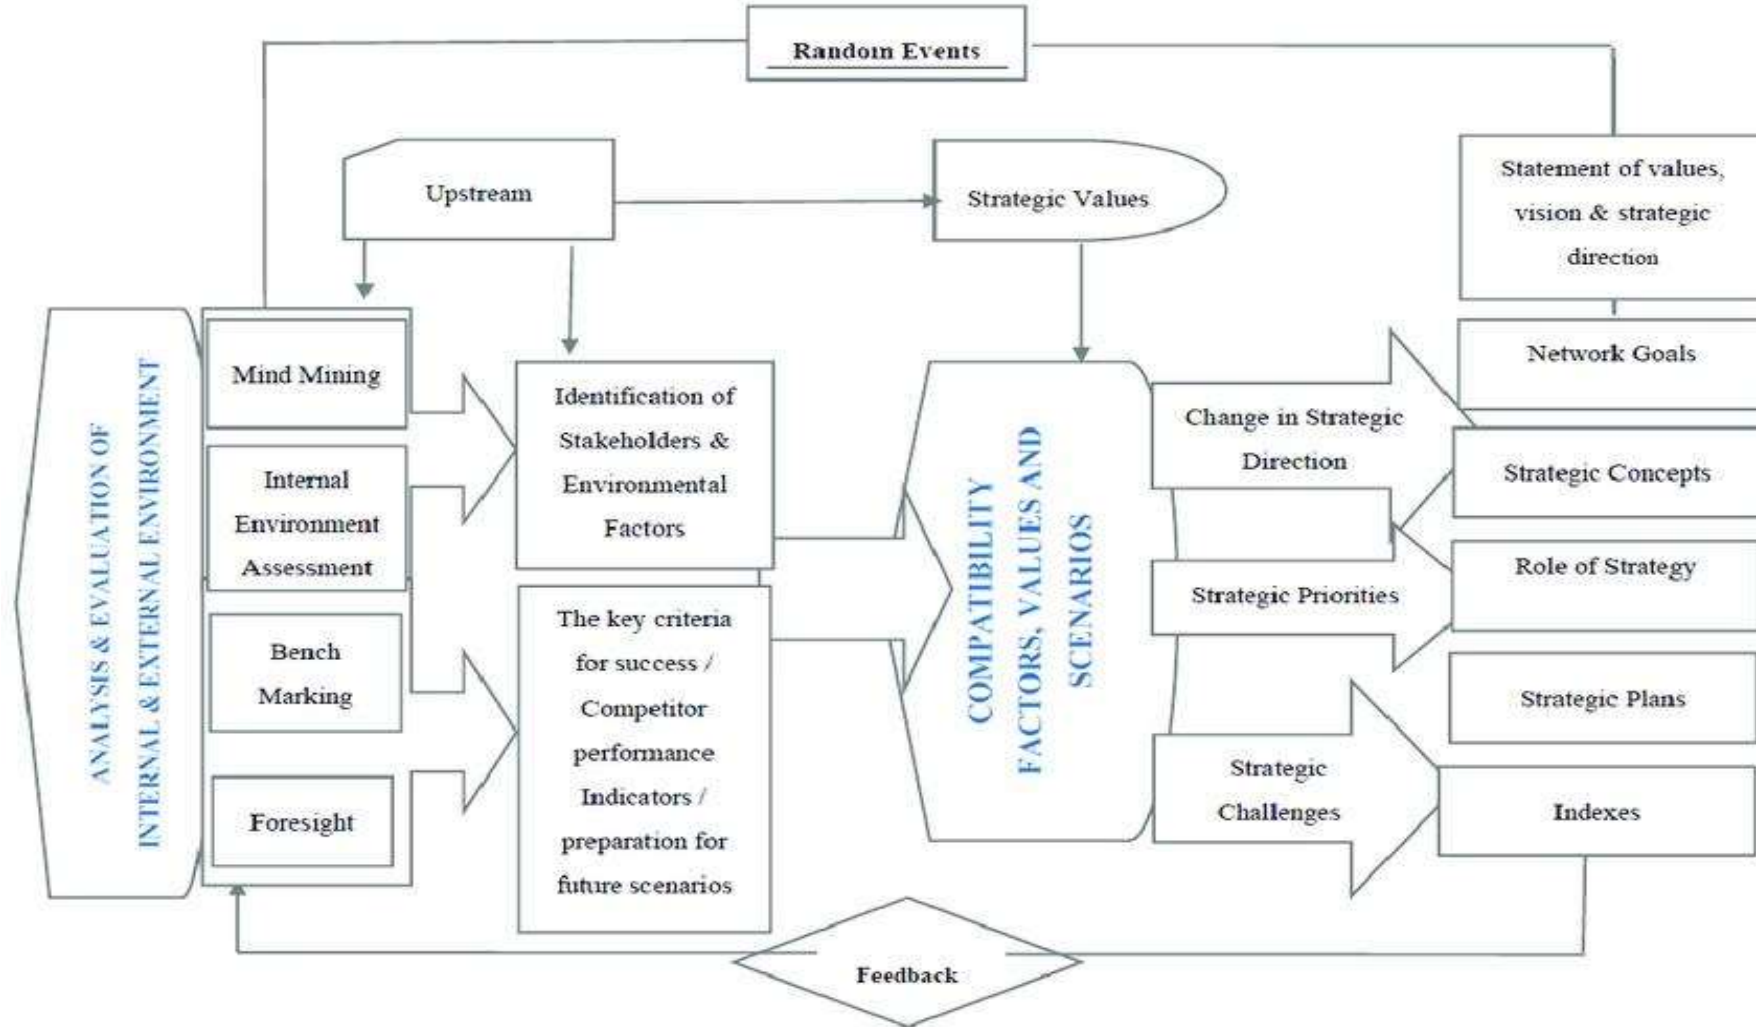 Random Events
Upstream
Strategic Values
Statement of values,
vision & strategic
direction
ANALYSIS & EVALUATION OF
INTERNAL & EXTERNAL ENVIRONMENT
Mind Mining
Internal
Environment
Assessment
Bench
Marking
Foresight
Identification of
Stakeholders &
Environmental
Factors
The key criteria
for success /
Competitor
performance
Indicators /
preparation for
future scenarios
COMPATIBILITY
FACTORS, VALUES AND
SCENARIOS
Change in Strategic
Direction
Strategic Priorities
Strategic
Challenges
Network Goals
Strategic Concepts
Role of Strategy
Strategic Plans
Indexes
Feedback